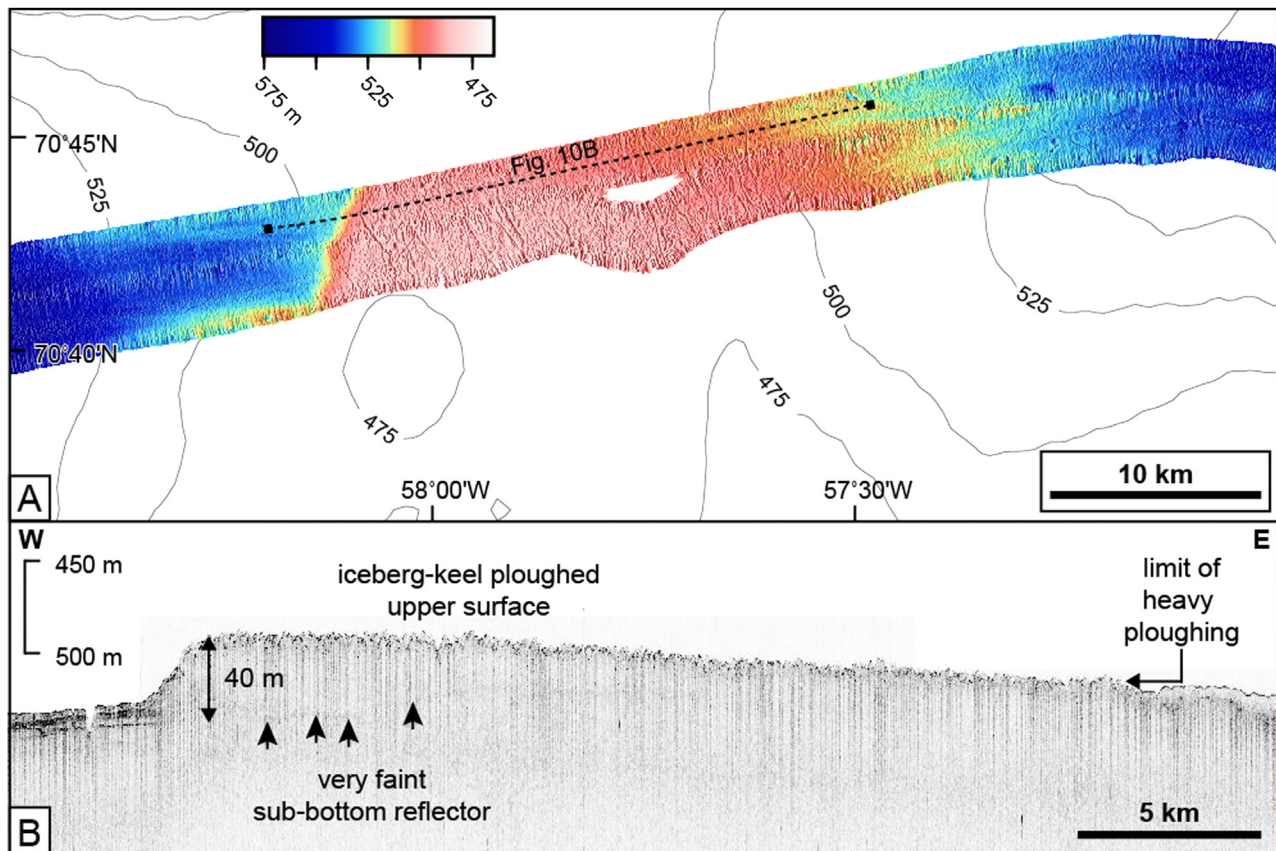 575 m
525
475
70°45'N
500
525
Fig. 10B
70°40'N
475
500
525
475
58°00'W
57°30'W
10 km
A
W
E
450 m
500 m
iceberg-keel ploughed
upper surface
limit of
heavy
ploughing
40 m
very faint
sub-bottom reflector
5 km
B